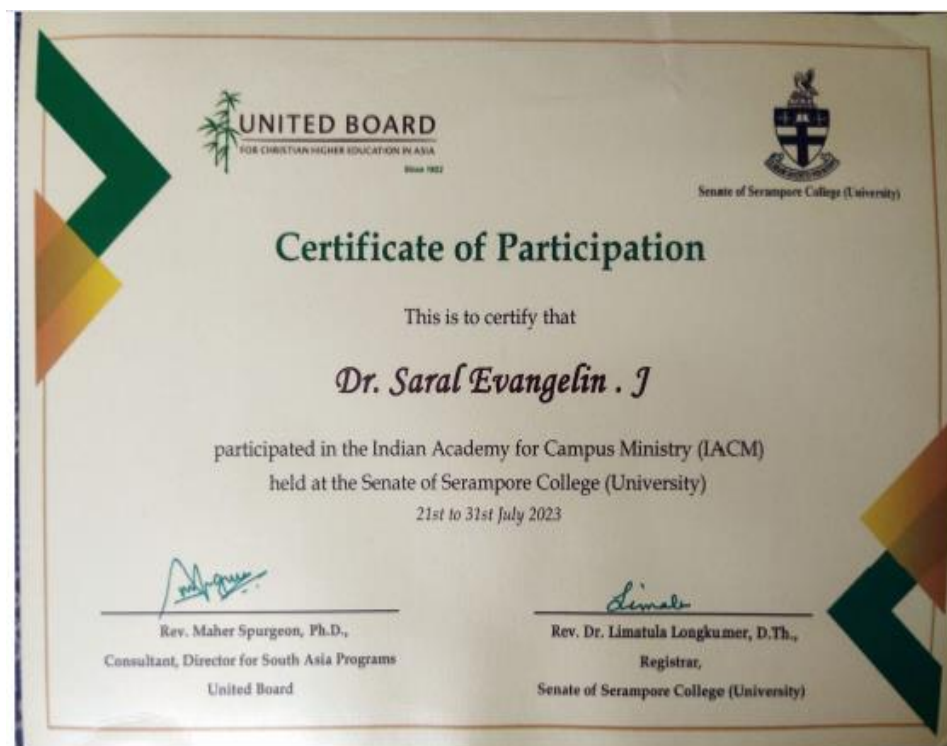 UNITED BOARD
FOR CHRISTIAN HIGHER EDUCATION IN ASIA
Since 1922
Senate of Serampore College (University)
Certificate of Participation
This is to certify that
Dr. Saral Evangelin . J
participated in the Indian Academy for Campus Ministry (IACM)
held at the Senate of Serampore College (University)
21st to 31st July 2023
Rev. Maher Spurgeon, Ph.D.,
Consultant, Director for South Asia Programs
United Board
Limale
Rev. Dr. Limatula Longkumer, D.Th.,
Registrar,
Senate of Serampore College (University)